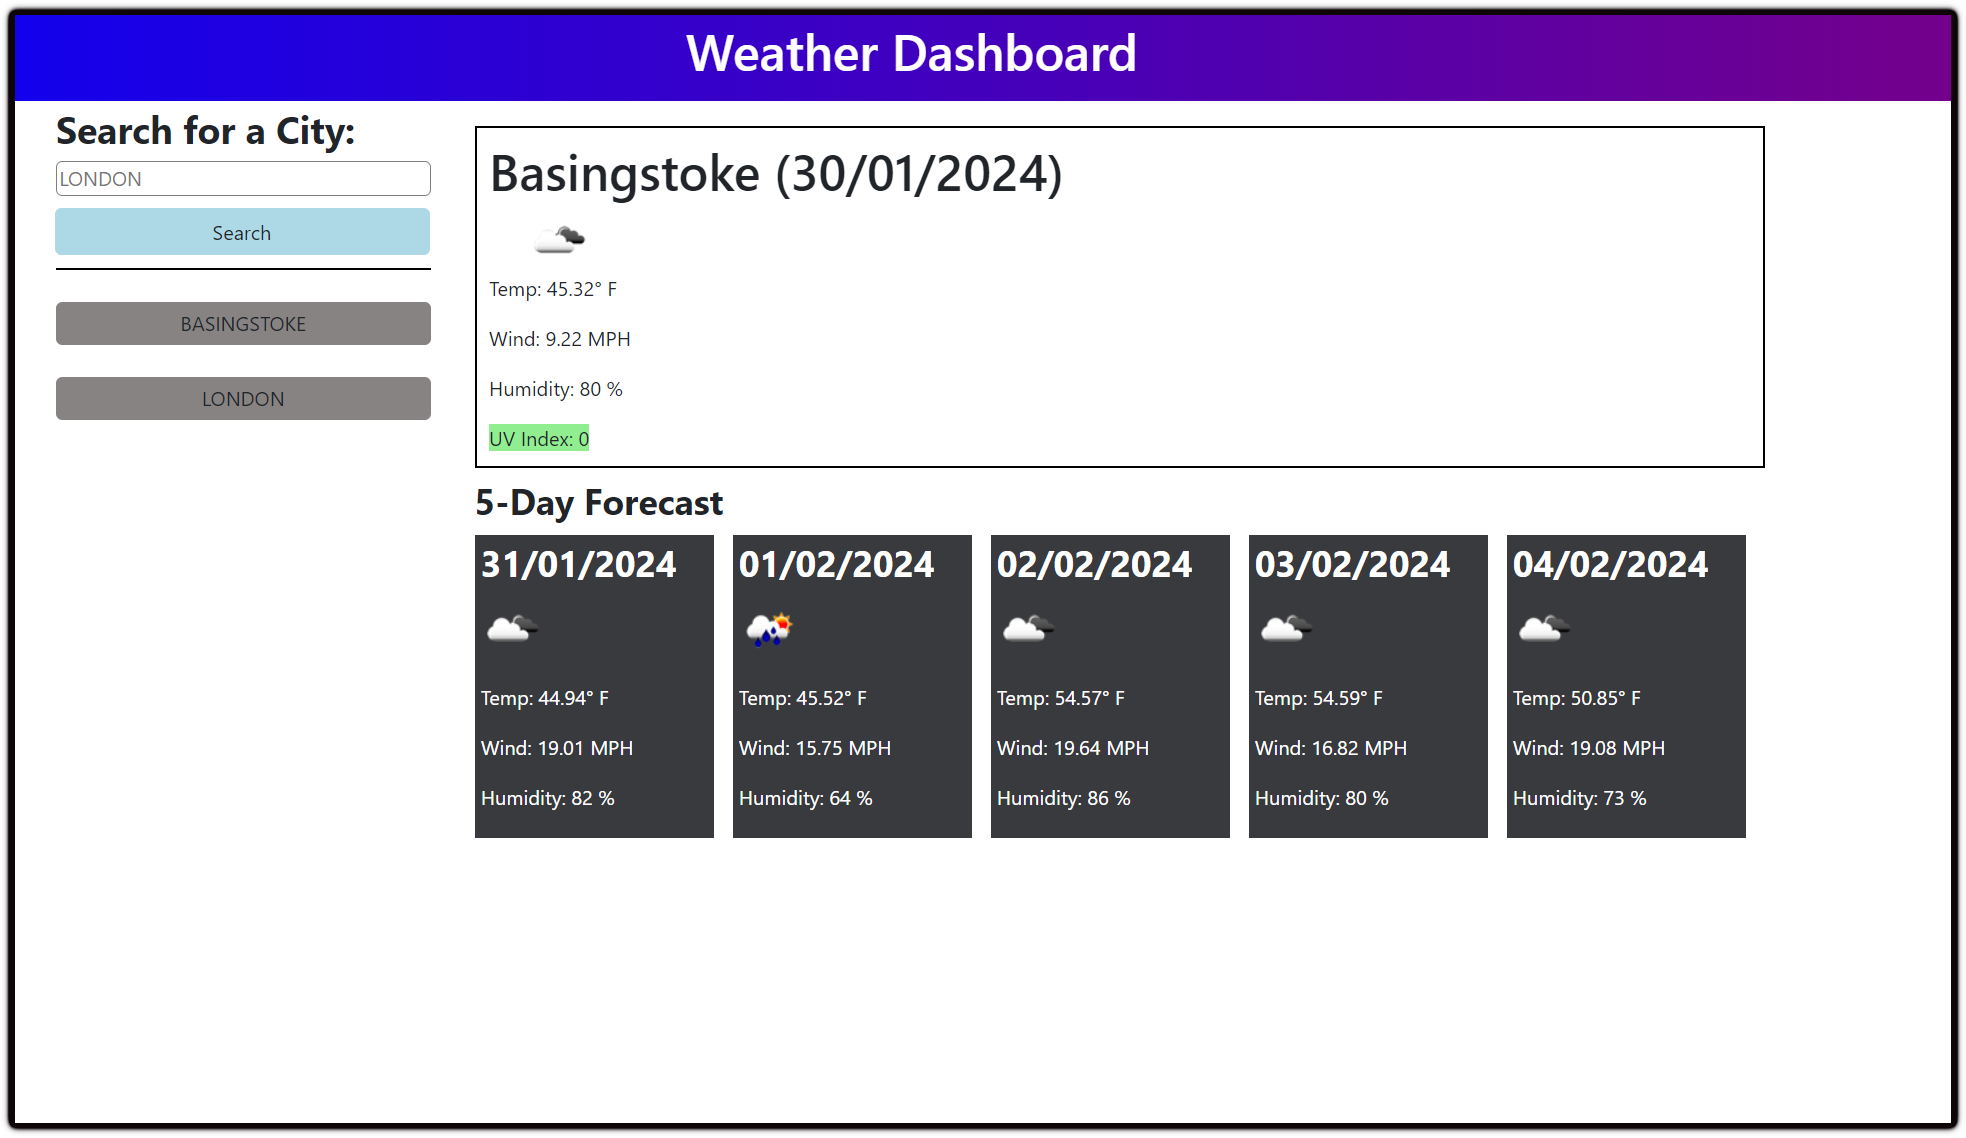 Weather Dashboard
Search for a City:
LONDON
Search
BASINGSTOKE
LONDON
Basingstoke (30/01/2024)
Temp: 45.32° F
Wind: 9.22 MPH
Humidity: 80 %
UV Index: 0
5-Day Forecast
31/01/2024
Temp: 44.94° F
Wind: 19.01 MPH
Humidity: 82 %
01/02/2024
Temp: 45.52° F
Wind: 15.75 MPH
Humidity: 64 %
02/02/2024
Temp: 54.57° F
Wind: 19.64 MPH
Humidity: 86 %
03/02/2024
Temp: 54.59° F
Wind: 16.82 MPH
Humidity: 80 %
04/02/2024
Temp: 50.85° F
Wind: 19.08 MPH
Humidity: 73 %